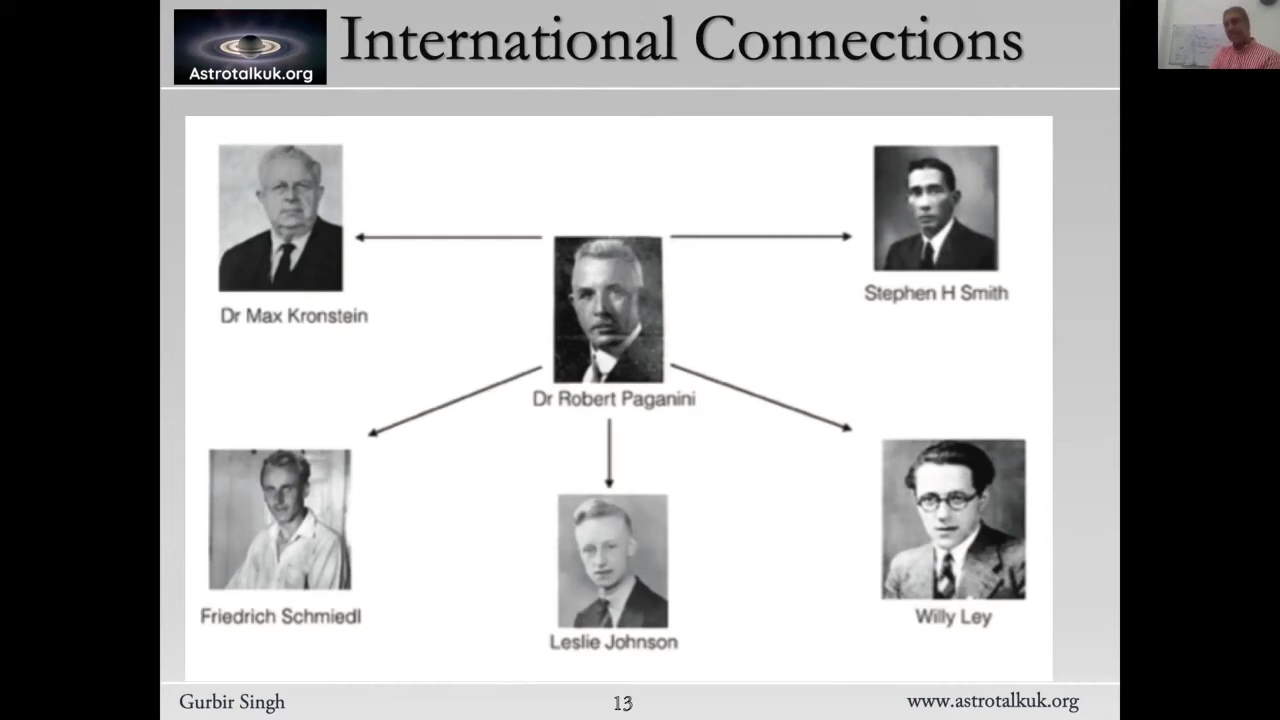 International Connections
Astrotalkuk.org
Dr Max Kronstein
Stephen H Smith
Dr Robert Paganini
Friedrich Schmiedl
Leslie Johnson
Willy Ley
Gurbir Singh
13
www.astrotalkuk.org